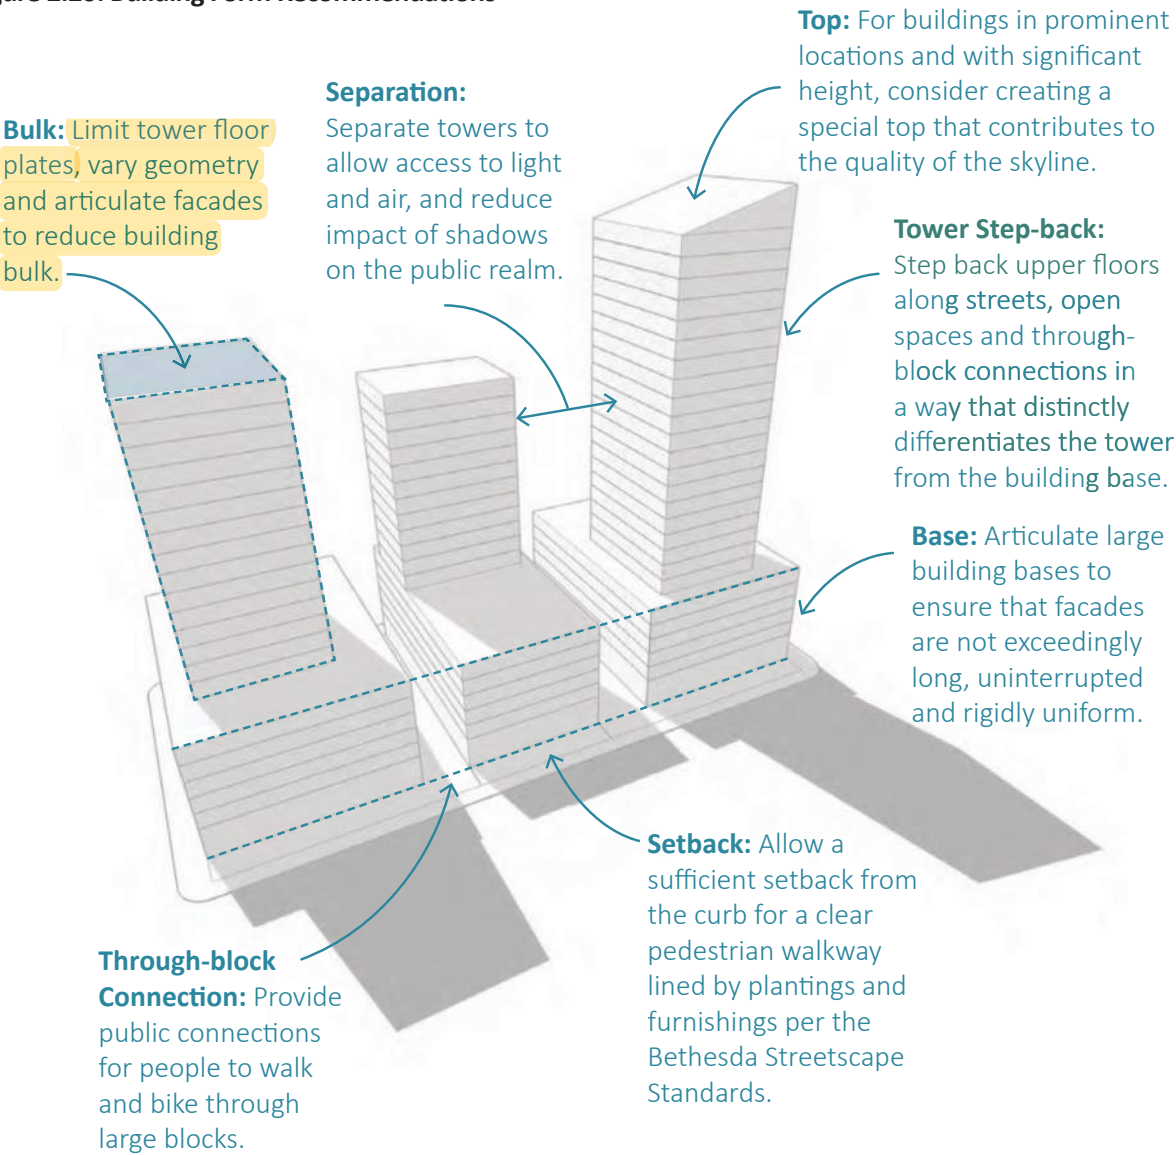 Building Form Recommendations
Top: For buildings in prominent
locations and with significant
height, consider creating a
special top that contributes to
the quality of the skyline.
Separation:
Separate towers to
allow access to light
and air, and reduce
impact of shadows
on the public realm.
Bulk: Limit tower floor
plates, vary geometry
and articulate facades
to reduce building
bulk.
Tower Step-back:
Step back upper floors
along streets, open
spaces and through-
block connections in
a way that distinctly
differentiates the tower
from the building base.
Base: Articulate large
building bases to
ensure that facades
are not exceedingly
long, uninterrupted
and rigidly uniform.
Setback: Allow a
sufficient setback from
the curb for a clear
pedestrian walkway
lined by plantings and
furnishings per the
Bethesda Streetscape
Standards.
Through-block
Connection: Provide
public connections
for people to walk
and bike through
large blocks.